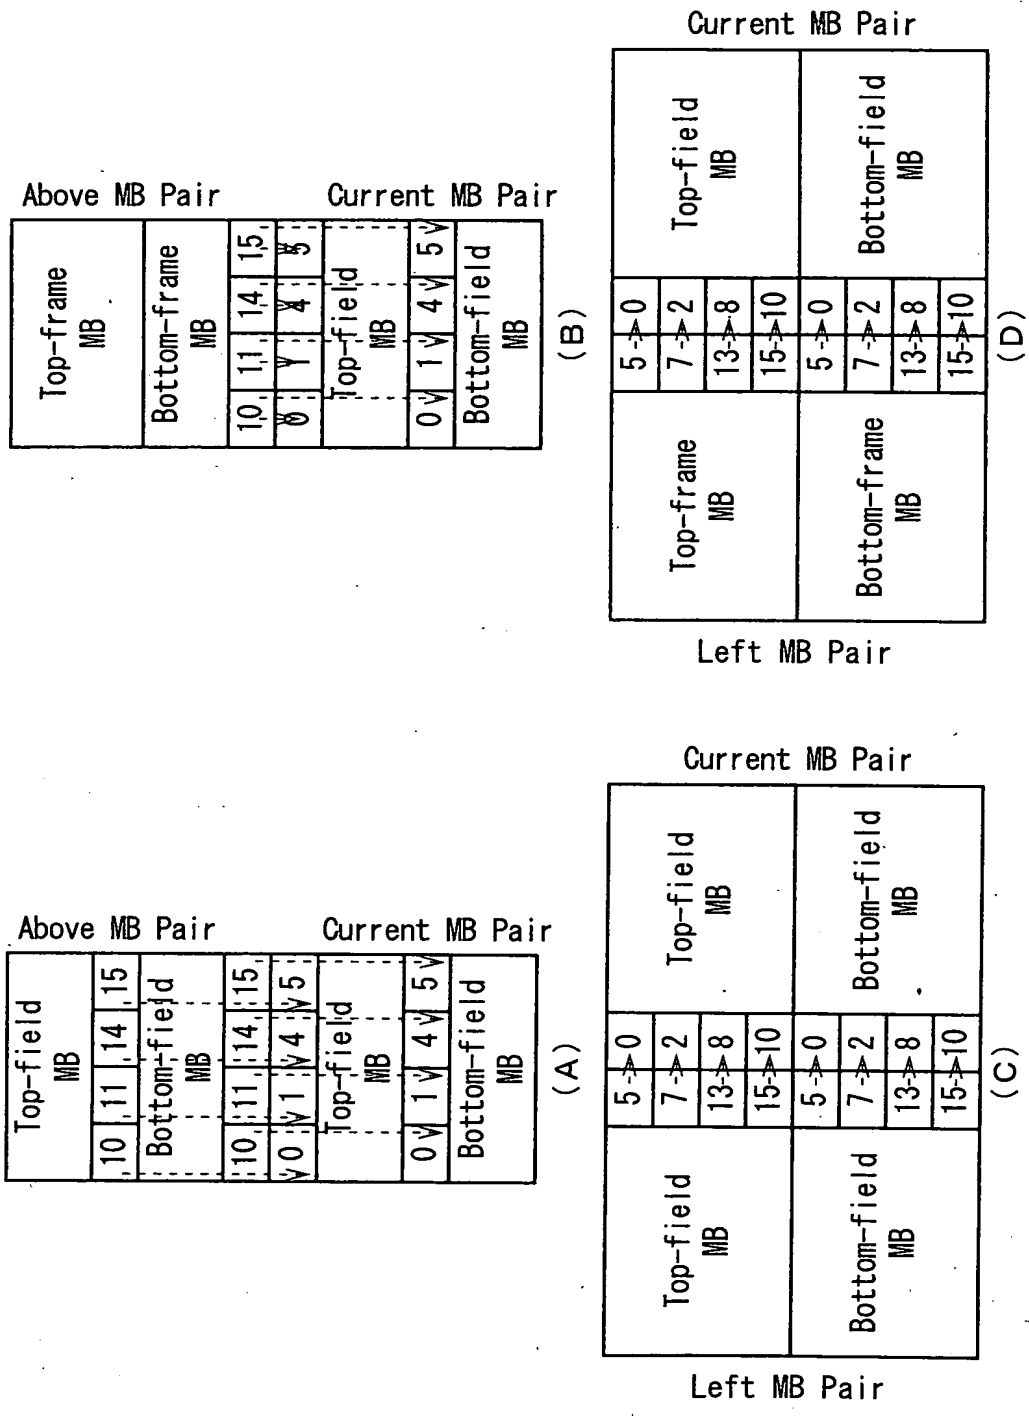 Above MB Pair
Current MB Pair
Top-field
MB
10 11 14 15
Bottom-field
MB
10 11 14 15
0 1 4 5
Top-field
MB
0 1 4 5
Bottom-field
MB
(A)
Above MB Pair
Current MB Pair
Top-frame
MB
Bottom-frame
MB
10 11 14 15
0 1 4 5
Top-field
MB
0 1 4 5
Bottom-field
MB
(B)
Left MB Pair
Current MB Pair
Top-field
MB
5 0
7 2
13 8
15 10
Top-field
MB
Bottom-field
MB
5 0
7 2
13 8
15 10
Bottom-field
MB
(C)
Left MB Pair
Current MB Pair
Top-frame
MB
5 0
7 2
13 8
15 10
Top-field
MB
Bottom-frame
MB
5 0
7 2
13 8
15 10
Bottom-field
MB
(D)